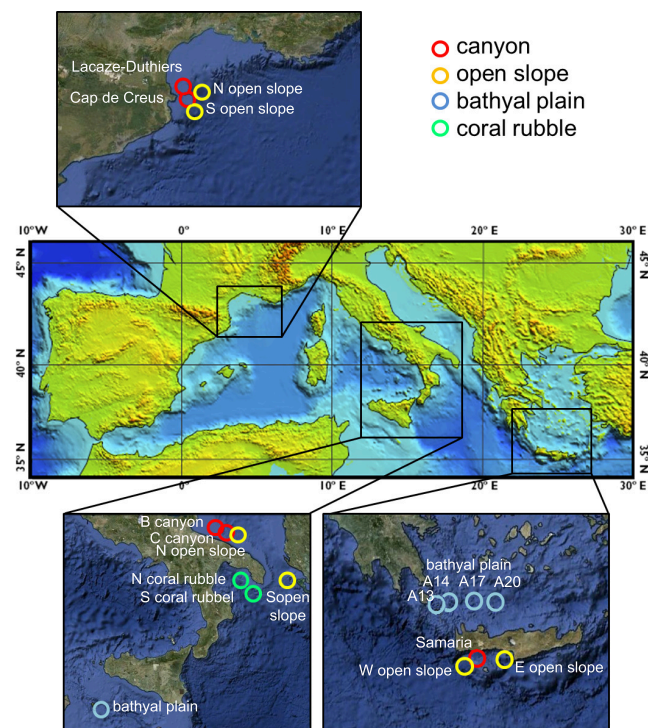 canyon
open slope
bathyal plain
coral rubble
Lacaze-Duthiers
Cap de Creus
N open slope
S open slope
10°W 0° 10°E 20°E 30°E
45°N 45°N
40°N 40°N
35°N 35°N
10°W 0° 10°E 20°E 30°E
B canyon
C canyon
N open slope
N coral rubble
S coral rubbel
Sopen
slope
bathyal plain
bathyal plain
A14 A17 A20
A13
Samaria
W open slope
E open slope